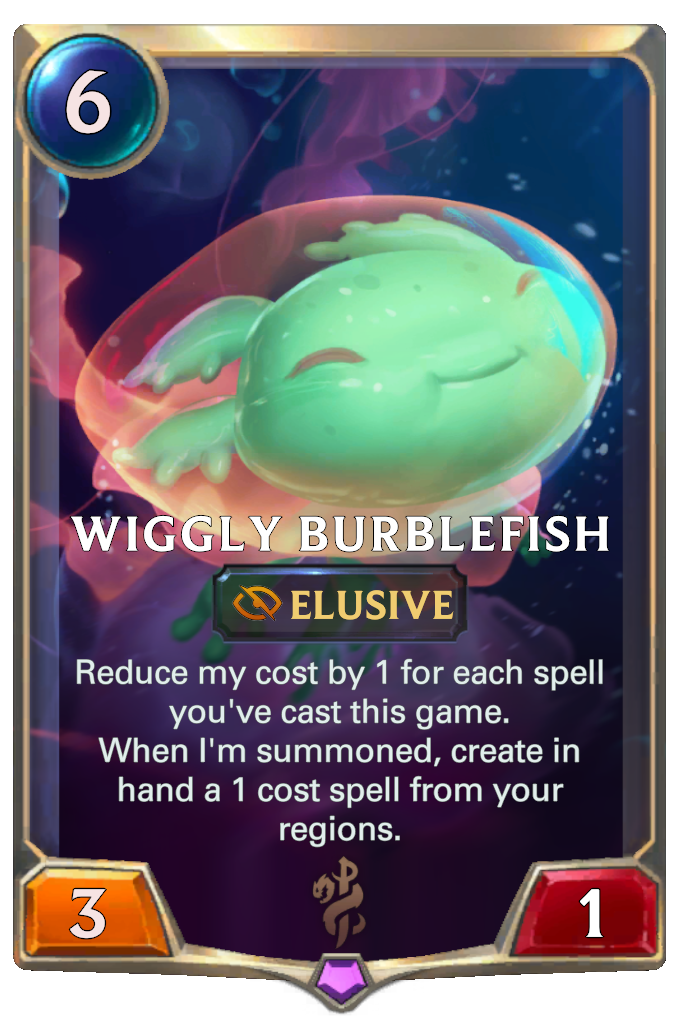 6
WIGGLY BURBLEFISH
ELUSIVE
Reduce my cost by 1 for each spell
you've cast this game.
When I'm summoned, create in
hand a 1 cost spell from your
regions.
3
1